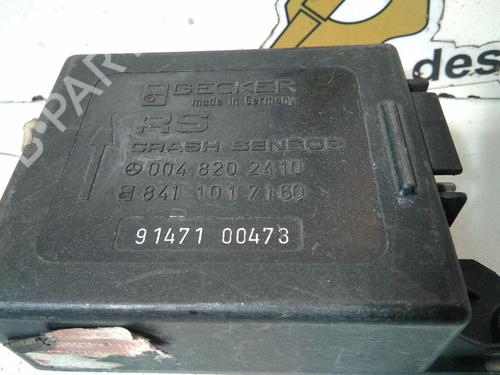 BECKER
made in Germany
RS
CRASH SENSOR
004 820 2410
841 101 7160
91471 00473
des